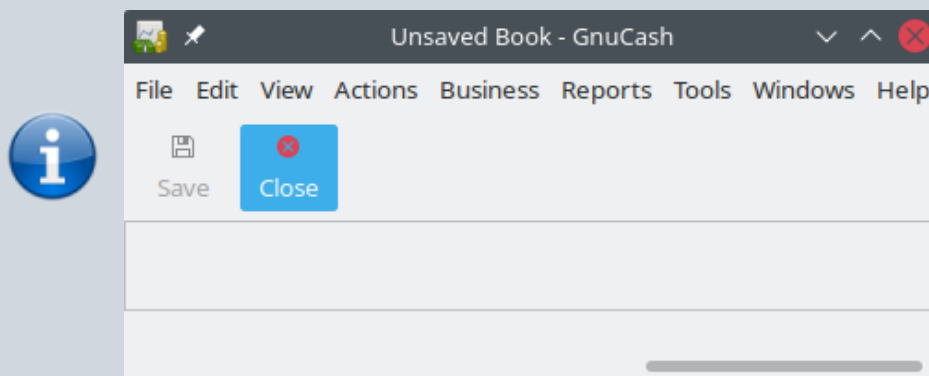 Unsaved Book - GnuCash
File Edit View Actions Business Reports Tools Windows Help
Save Close